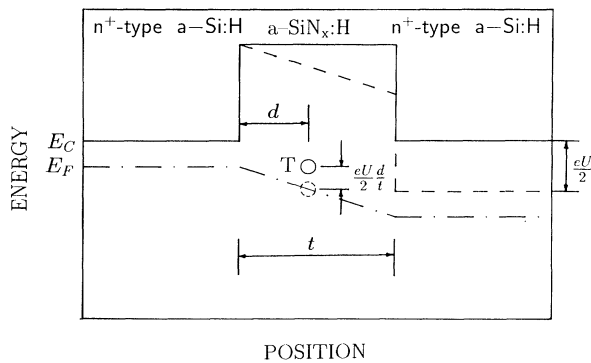 n⁺-type a-Si:H a-SiNₓ:H n⁺-type a-Si:H
d
E_C
E_F
T
eU/2 d/t
eU/2
t
ENERGY
POSITION